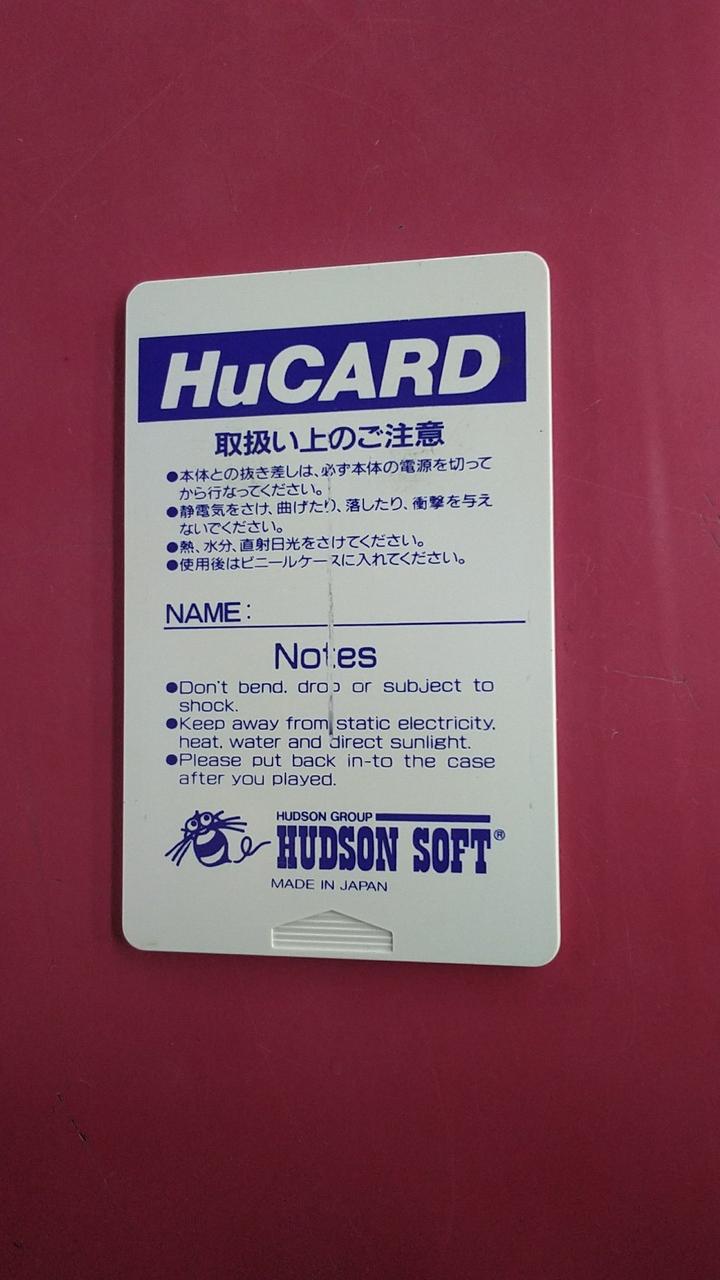 HuCARD
取扱い上のご注意
●本体との抜き差しは、必ず本体の電源を切って
から行なってください。
●静電気をさけ、曲げたり、落したり、衝撃を与え
ないでください。
●熱、水分、直射日光をさけてください。
●使用後はビニールケースに入れてください。
NAME:
Notes
●Don't bend, drop or subject to
shock.
●Keep away from static electricity,
heat, water and direct sunlight.
●Please put back in-to the case
after you played.
HUDSON GROUP
HUDSON SOFT®
MADE IN JAPAN